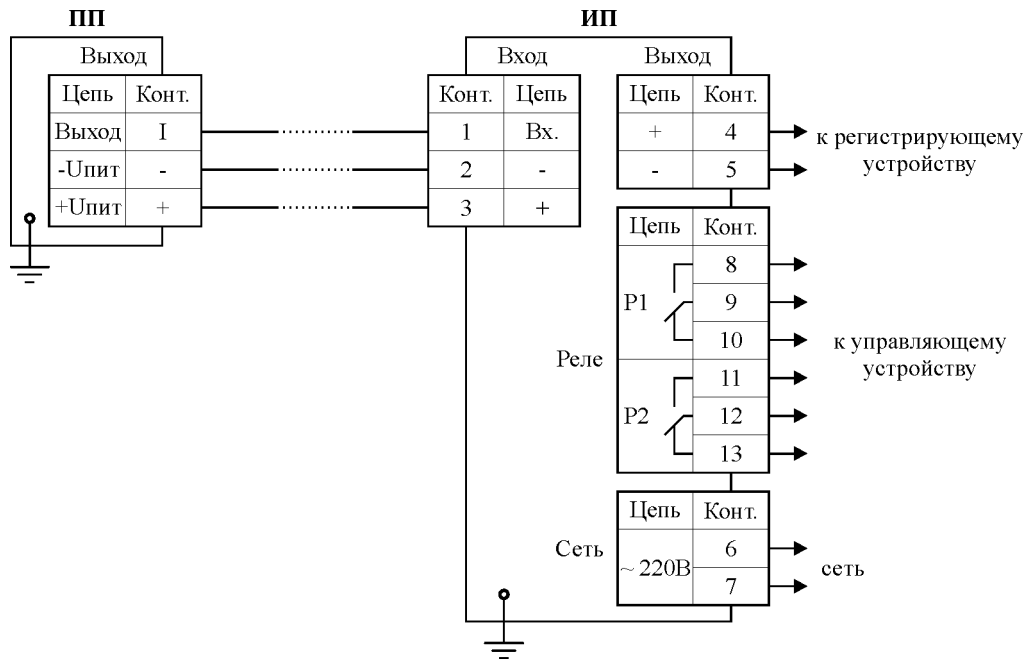 ПП
ИП
Выход
Цепь Конт.
Выход I
-Uпит -
+Uпит +
Вход
Конт. Цепь
1 Вх.
2 -
3 +
Выход
Цепь Конт.
+ 4
- 5
к регистрирующему
устройству
Реле
Цепь Конт.
P1
8
9
10
P2
11
12
13
к управляющему
устройству
Сеть
Цепь Конт.
~ 220В
6
7
сеть